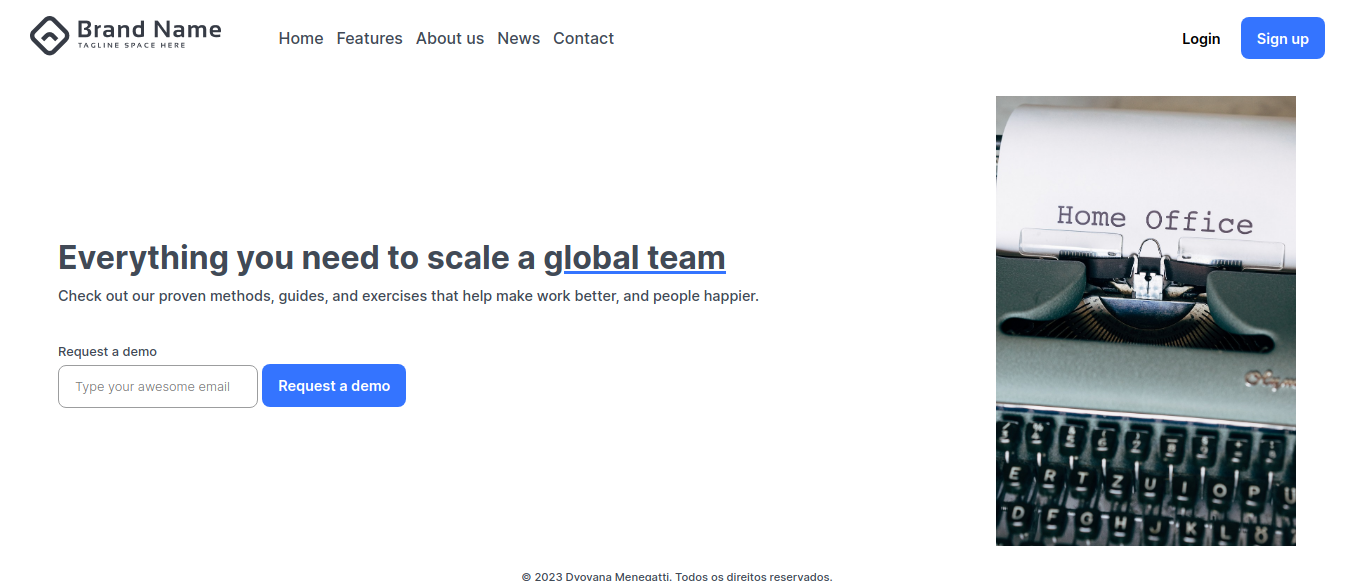 Brand Name
TAGLINE SPACE HERE
Home Features About us News Contact
Login
Sign up
Home Office
Everything you need to scale a global team
Check out our proven methods, guides, and exercises that help make work better, and people happier.
Request a demo
Type your awesome email
Request a demo
E R T Z U I O P U
D F G H J K L Ö
© 2023 Dyovana Menegatti. Todos os direitos reservados.